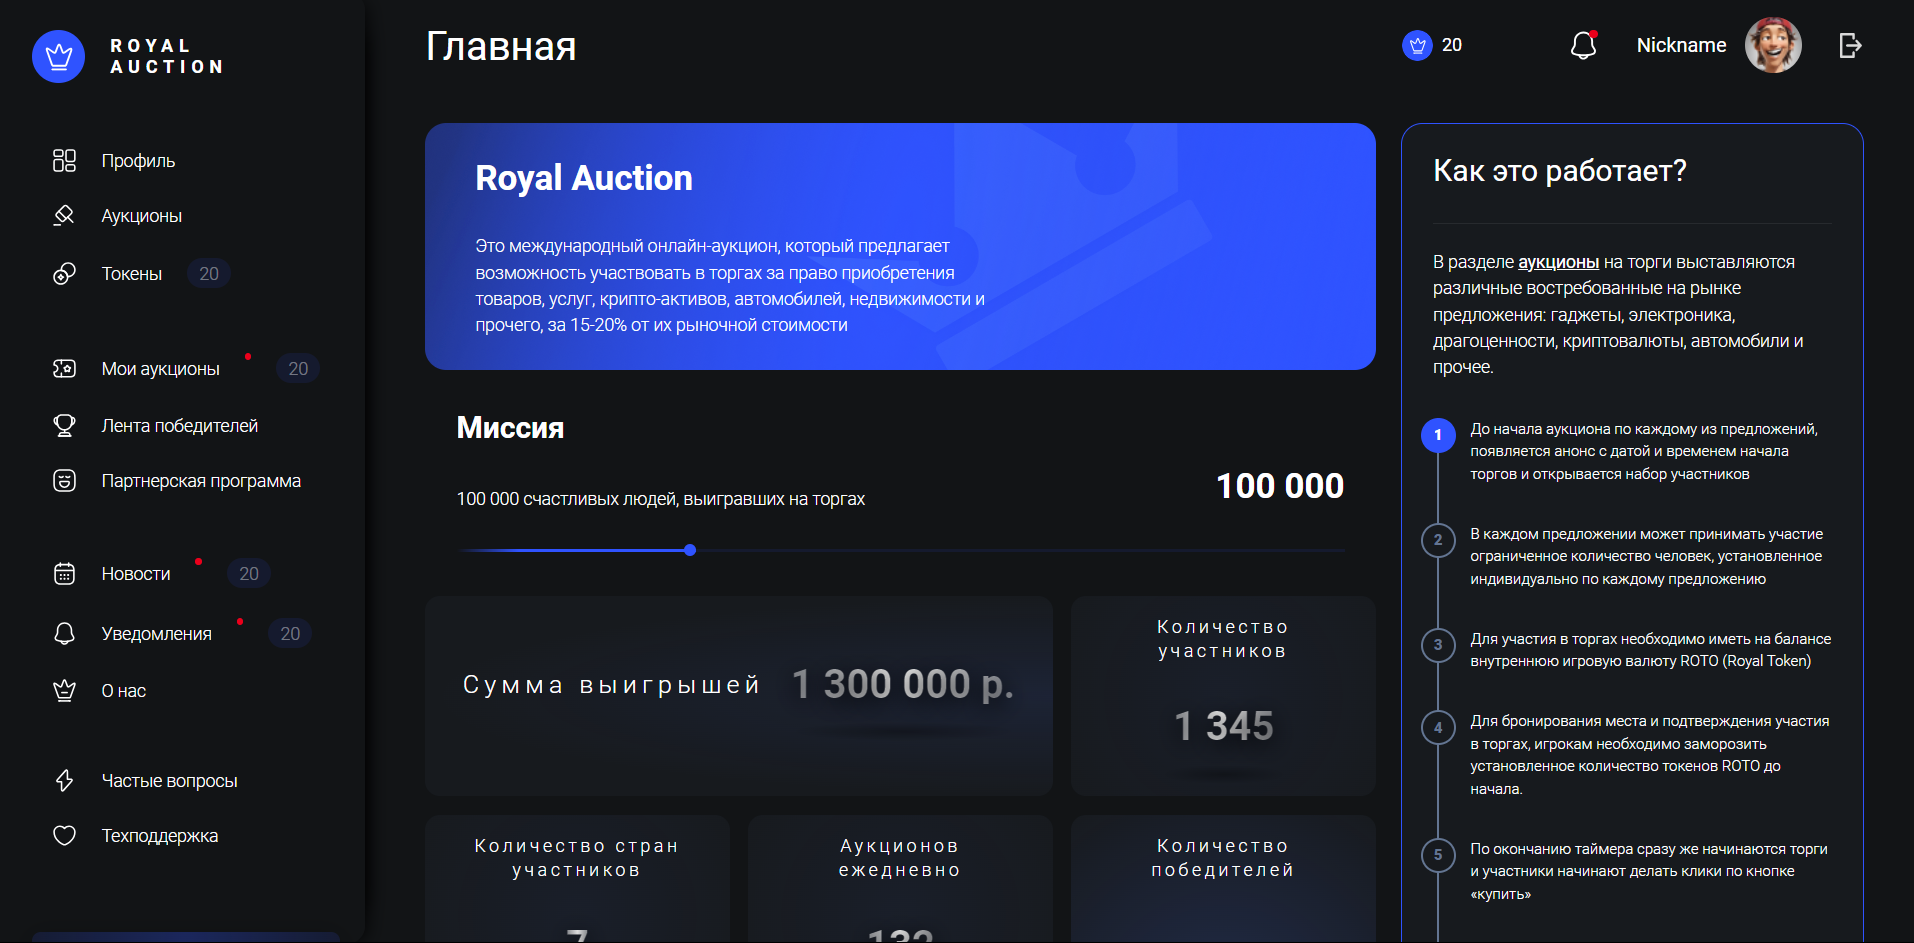 ROYAL
AUCTION
Профиль
Аукционы
Токены 20
Мои аукционы 20
Лента победителей
Партнерская программа
Новости 20
Уведомления 20
О нас
Частые вопросы
Техподдержка
Главная
20
Nickname
Royal Auction
Это международный онлайн-аукцион, который предлагает
возможность участвовать в торгах за право приобретения
товаров, услуг, крипто-активов, автомобилей, недвижимости и
прочего, за 15-20% от их рыночной стоимости
Миссия
100 000 счастливых людей, выигравших на торгах
100 000
Сумма выигрышей 1 300 000 р.
Количество
участников
1 345
Количество стран
участников
7
Аукционов
ежедневно
132
Количество
победителей
Как это работает?
В разделе аукционы на торги выставляются
различные востребованные на рынке
предложения: гаджеты, электроника,
драгоценности, криптовалюты, автомобили и
прочее.
1 До начала аукциона по каждому из предложений,
появляется анонс с датой и временем начала
торгов и открывается набор участников
2 В каждом предложении может принимать участие
ограниченное количество человек, установленное
индивидуально по каждому предложению
3 Для участия в торгах необходимо иметь на балансе
внутреннюю игровую валюту ROTO (Royal Token)
4 Для бронирования места и подтверждения участия
в торгах, игрокам необходимо заморозить
установленное количество токенов ROTO до
начала.
5 По окончанию таймера сразу же начинаются торги
и участники начинают делать клики по кнопке
«купить»